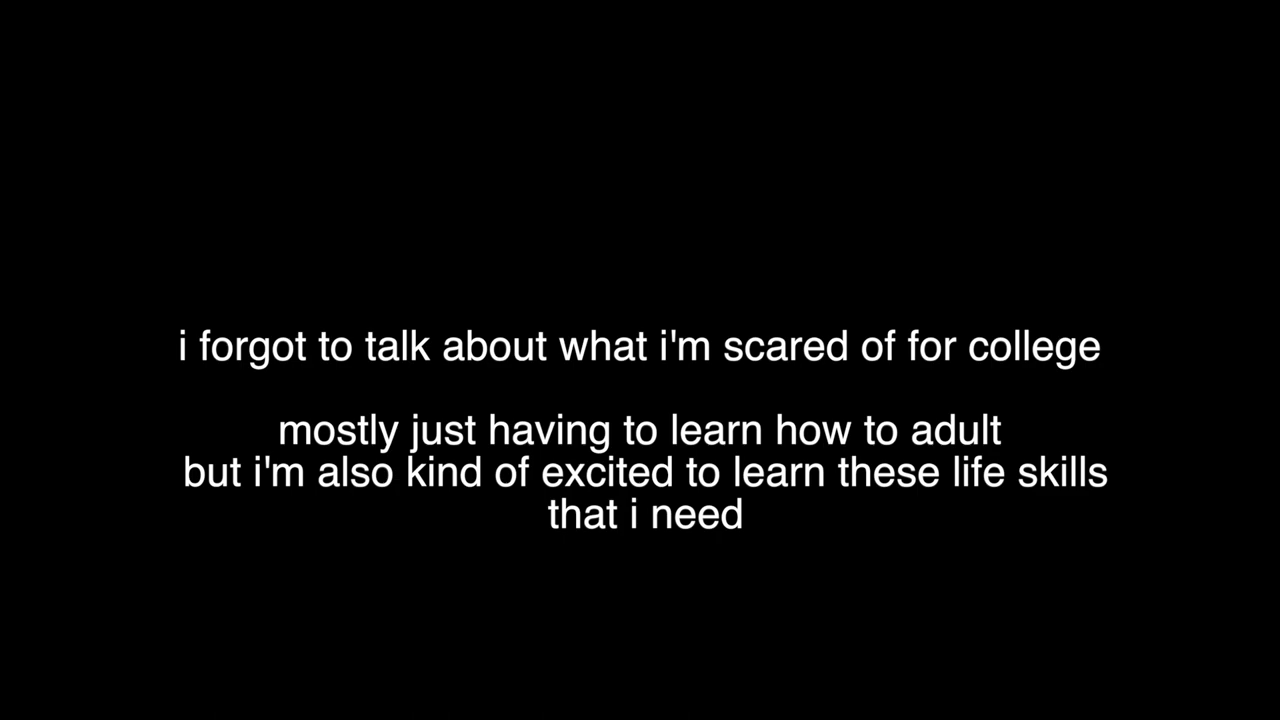 i forgot to talk about what i'm scared of for college
mostly just having to learn how to adult
but i'm also kind of excited to learn these life skills
that i need